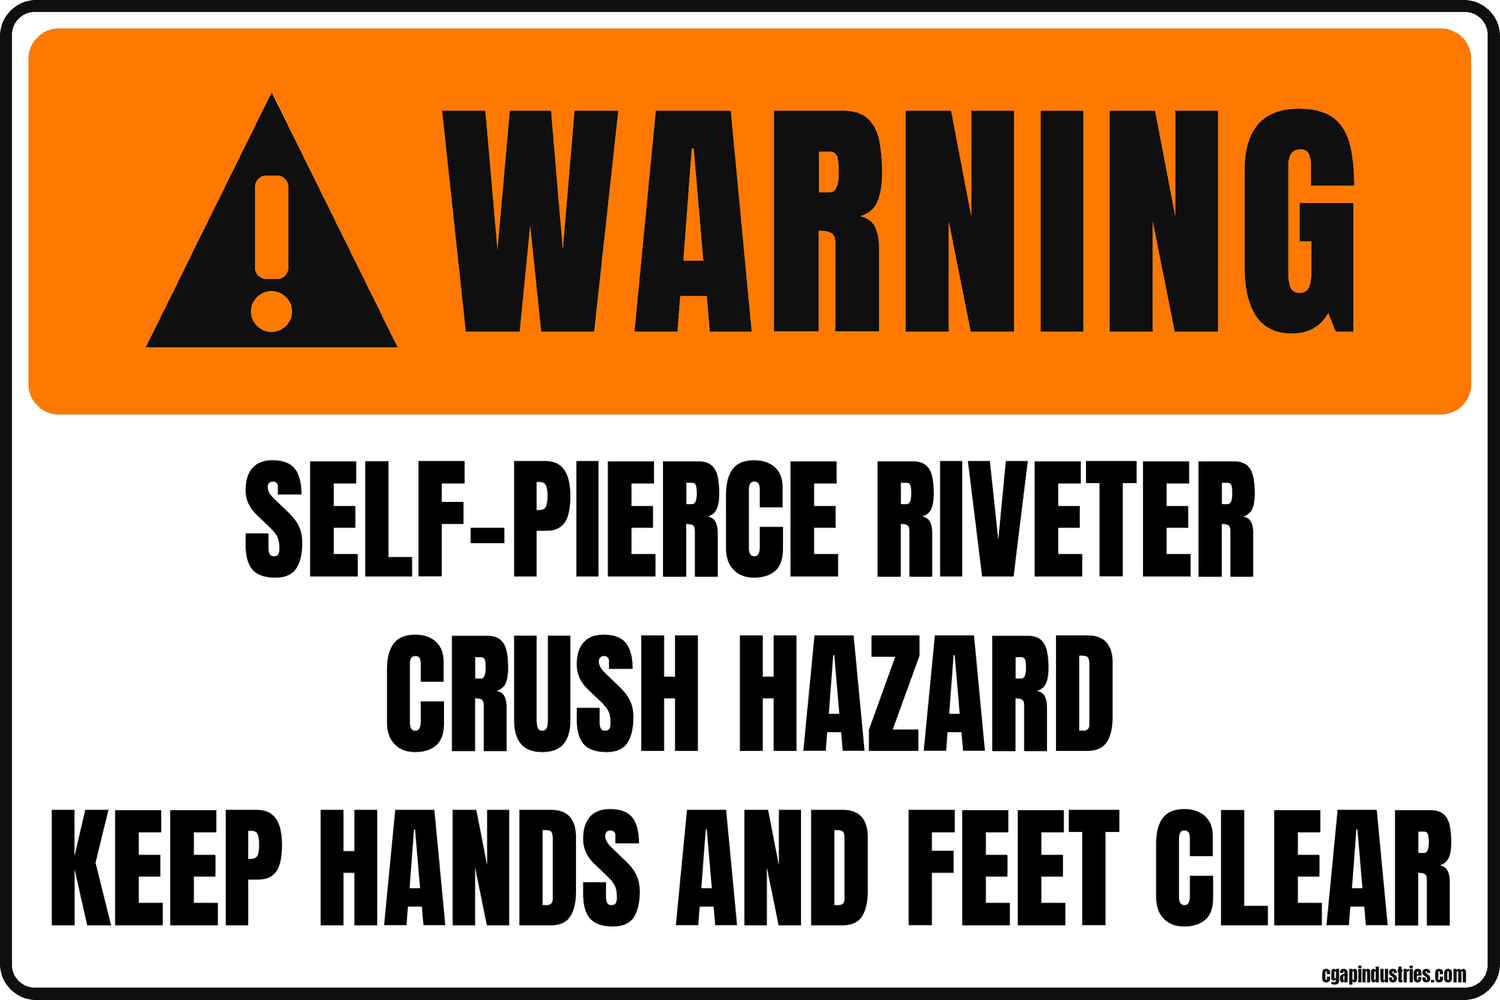 WARNING
SELF-PIERCE RIVETER
CRUSH HAZARD
KEEP HANDS AND FEET CLEAR
cgapindustries.com